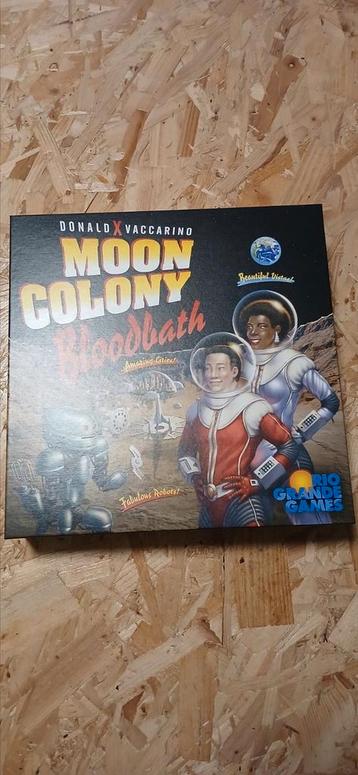 DONALD X VACCARINO
MOON
COLONY
Bloodbath
Beautiful Vistas!
Amazing Cities!
Fabulous Robots!
RIO
GRANDE
GAMES